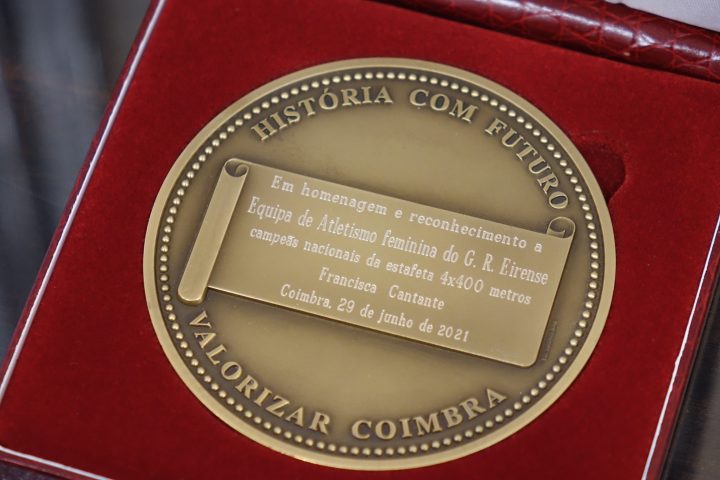 HISTÓRIA COM FUTURO
Em homenagem e reconhecimento a
Equipa de Atletismo feminina do G. R. Eirense
campeãs nacionais da estafeta 4x400 metros
Francisca Cantante
Coimbra, 29 de junho de 2021
VALORIZAR COIMBRA